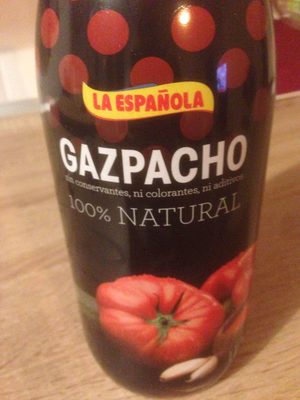 LA ESPAÑOLA
GAZPACHO
sin conservantes, ni colorantes, ni aditivos
100% NATURAL